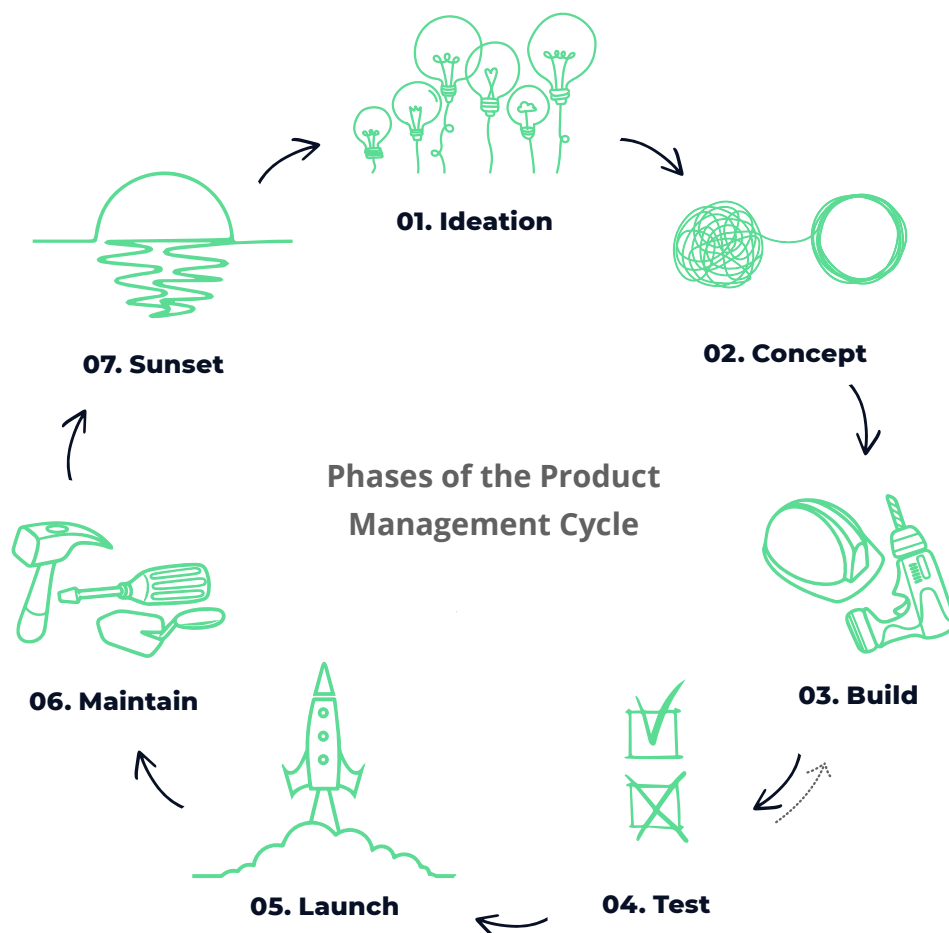 01. Ideation
02. Concept
03. Build
04. Test
05. Launch
06. Maintain
07. Sunset
Phases of the Product
Management Cycle